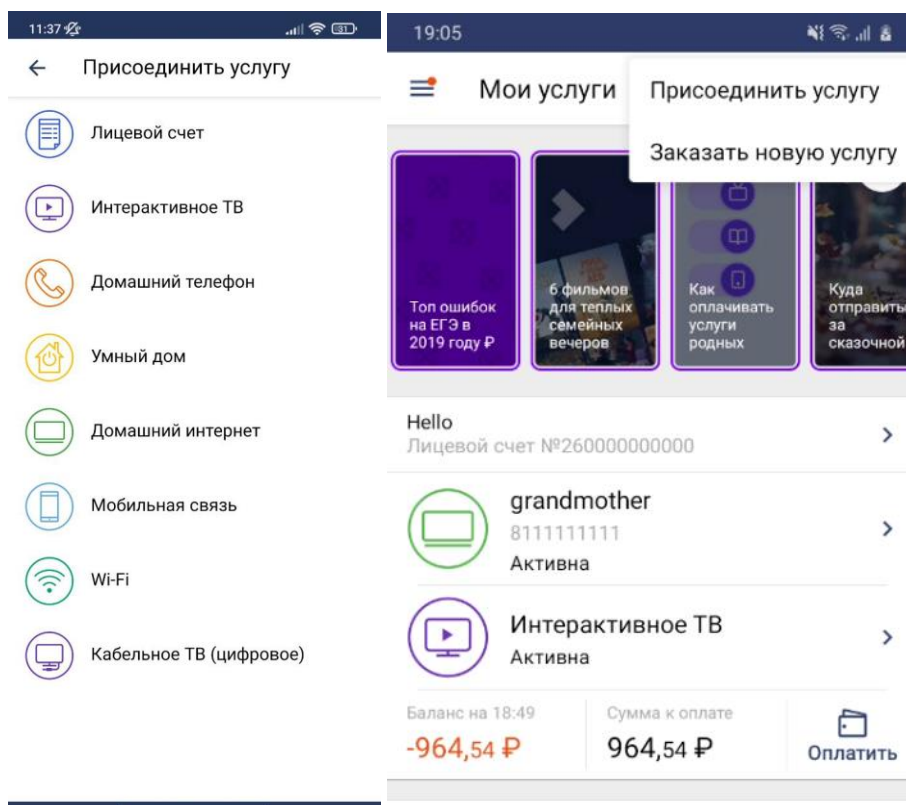 11:37
31
Присоединить услугу
Лицевой счет
Интерактивное ТВ
Домашний телефон
Умный дом
Домашний интернет
Мобильная связь
Wi-Fi
Кабельное ТВ (цифровое)
19:05
Мои услуги
Присоединить услугу
Заказать новую услугу
Топ ошибок
на ЕГЭ в
2019 году ₽
6 фильмов
для теплых
семейных
вечеров
Как
оплачивать
услуги
родных
Куда
отправить
за
сказочной
Hello
Лицевой счет №260000000000
grandmother
8111111111
Активна
Интерактивное ТВ
Активна
Баланс на 18:49
-964,54 ₽
Сумма к оплате
964,54 ₽
Оплатить